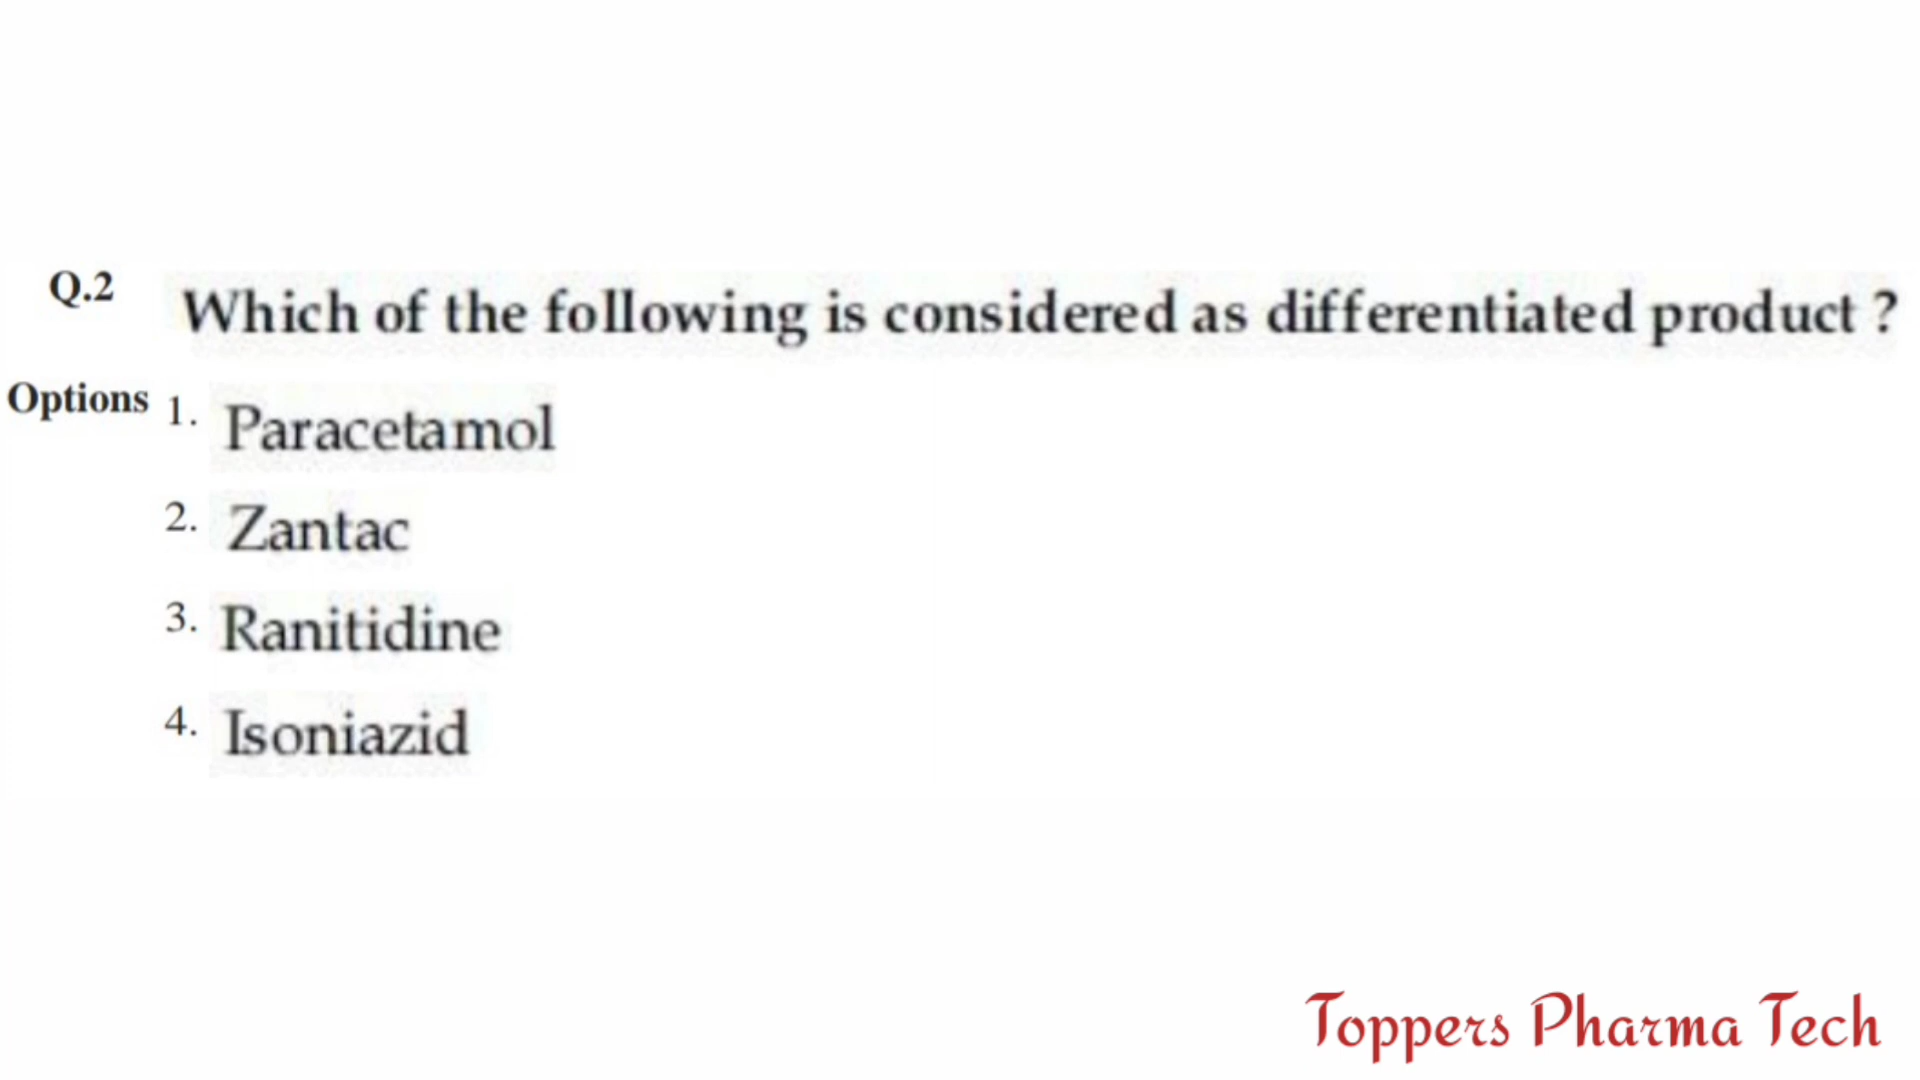 Q.2 Which of the following is considered as differentiated product ?
Options 1. Paracetamol
2. Zantac
3. Ranitidine
4. Isoniazid
Toppers Pharma Tech